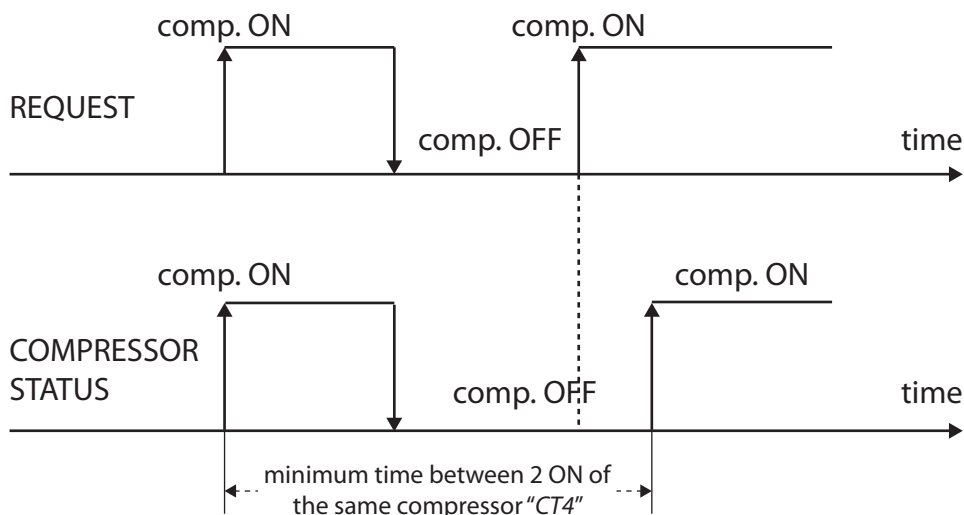 comp. ON comp. ON
REQUEST
comp. OFF time
comp. ON comp. ON
COMPRESSOR
STATUS
comp. OFF time
minimum time between 2 ON of
the same compressor “CT4”